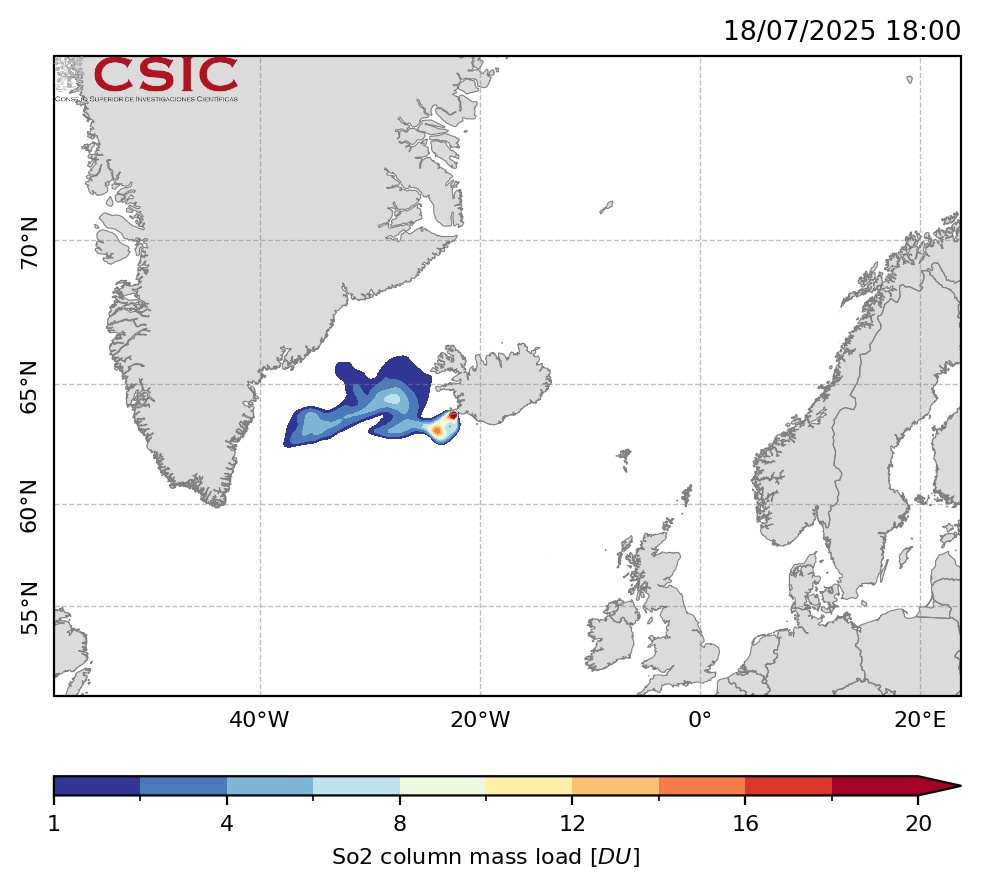 18/07/2025 18:00
CSIC
CONSEJO SUPERIOR DE INVESTIGACIONES CIENTÍFICAS
70°N
65°N
60°N
55°N
40°W 20°W 0° 20°E
1 4 8 12 16 20
So2 column mass load [DU]